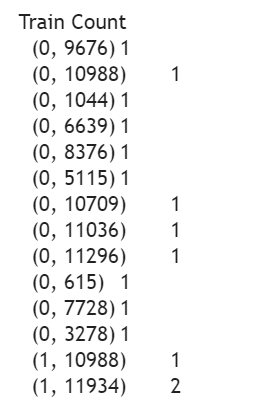 Train Count
(0, 9676) 1
(0, 10988) 1
(0, 1044) 1
(0, 6639) 1
(0, 8376) 1
(0, 5115) 1
(0, 10709) 1
(0, 11036) 1
(0, 11296) 1
(0, 615) 1
(0, 7728) 1
(0, 3278) 1
(1, 10988) 1
(1, 11934) 2